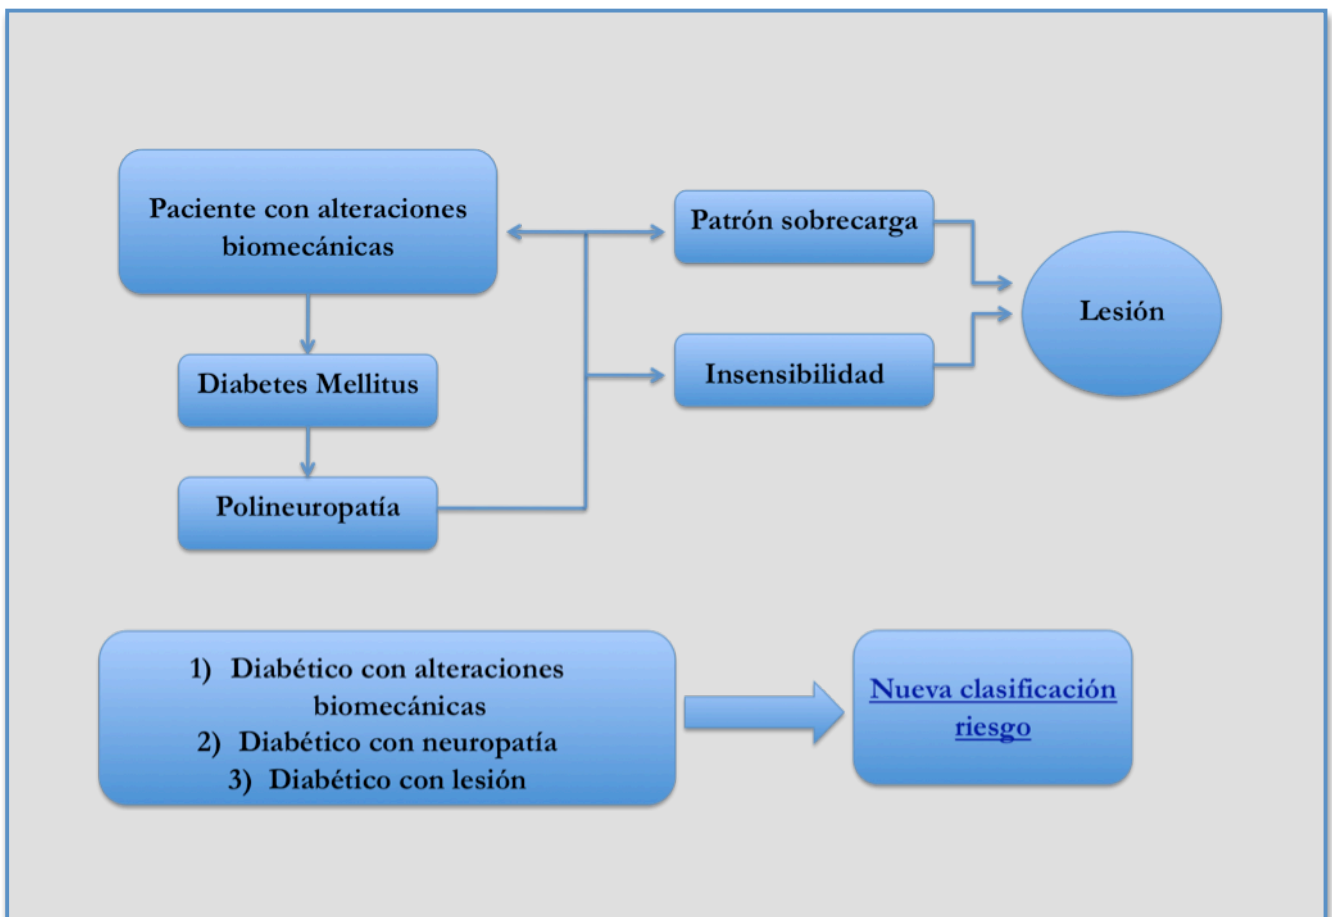 Paciente con alteraciones
biomecánicas
Patrón sobrecarga
Lesión
Diabetes Mellitus
Insensibilidad
Polineuropatía
1) Diabético con alteraciones
biomecánicas
2) Diabético con neuropatía
3) Diabético con lesión
Nueva clasificación
riesgo